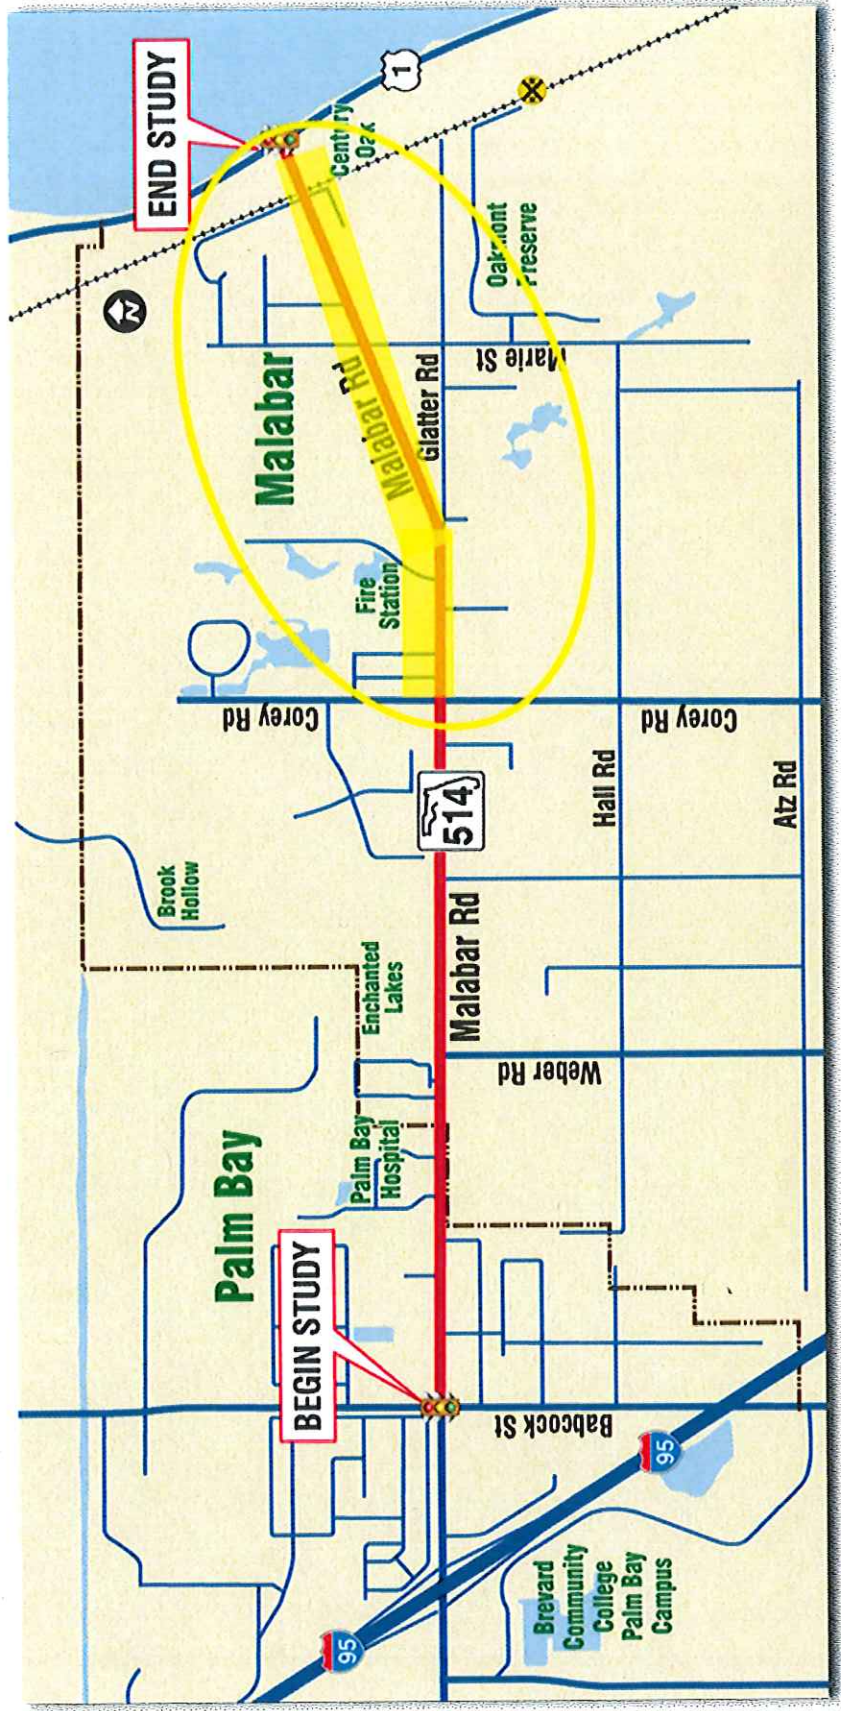 END STUDY
1
Century
Oak
N
Malabar
Malabar Rd
Glatter Rd
Oakmont
Preserve
Marie St
Fire
Station
Corey Rd
Corey Rd
514
Hall Rd
Atz Rd
Brook
Hollow
Enchanted
Lakes
Malabar Rd
Weber Rd
Palm Bay
Palm Bay
Hospital
BEGIN STUDY
Babcock St
95
95
Brevard
Community
College
Palm Bay
Campus